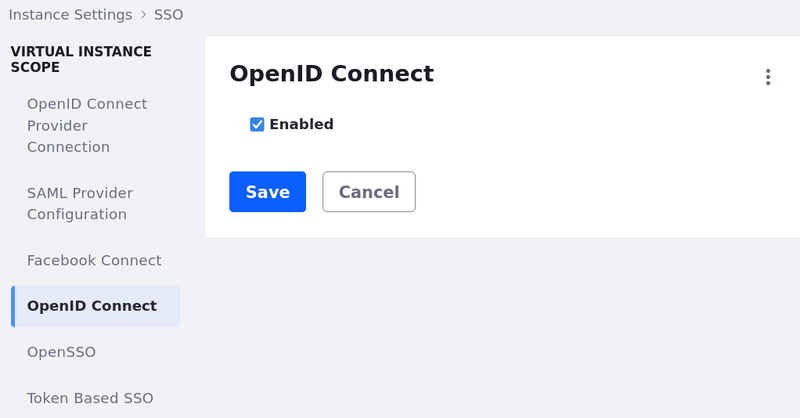 Instance Settings > SSO
VIRTUAL INSTANCE
SCOPE
OpenID Connect
Provider
Connection
SAML Provider
Configuration
Facebook Connect
OpenID Connect
OpenSSO
Token Based SSO
OpenID Connect
Enabled
Save Cancel